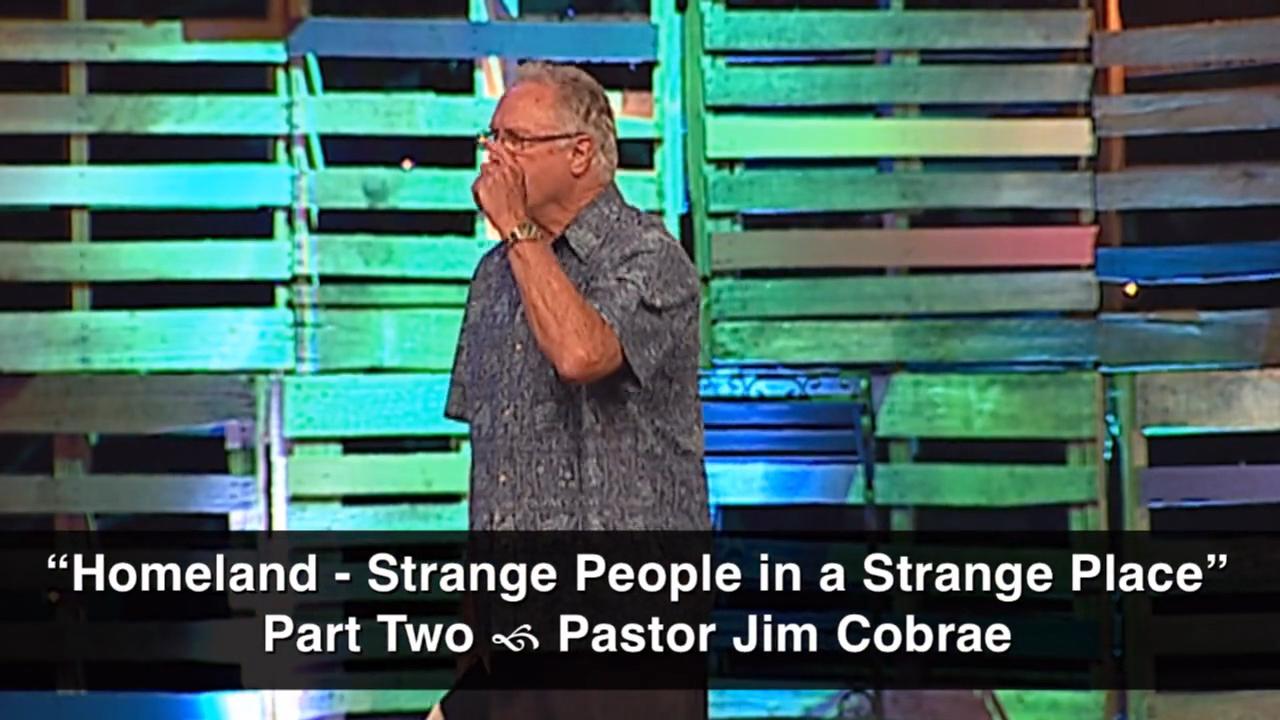 “Homeland - Strange People in a Strange Place”
Part Two Pastor Jim Cobrae